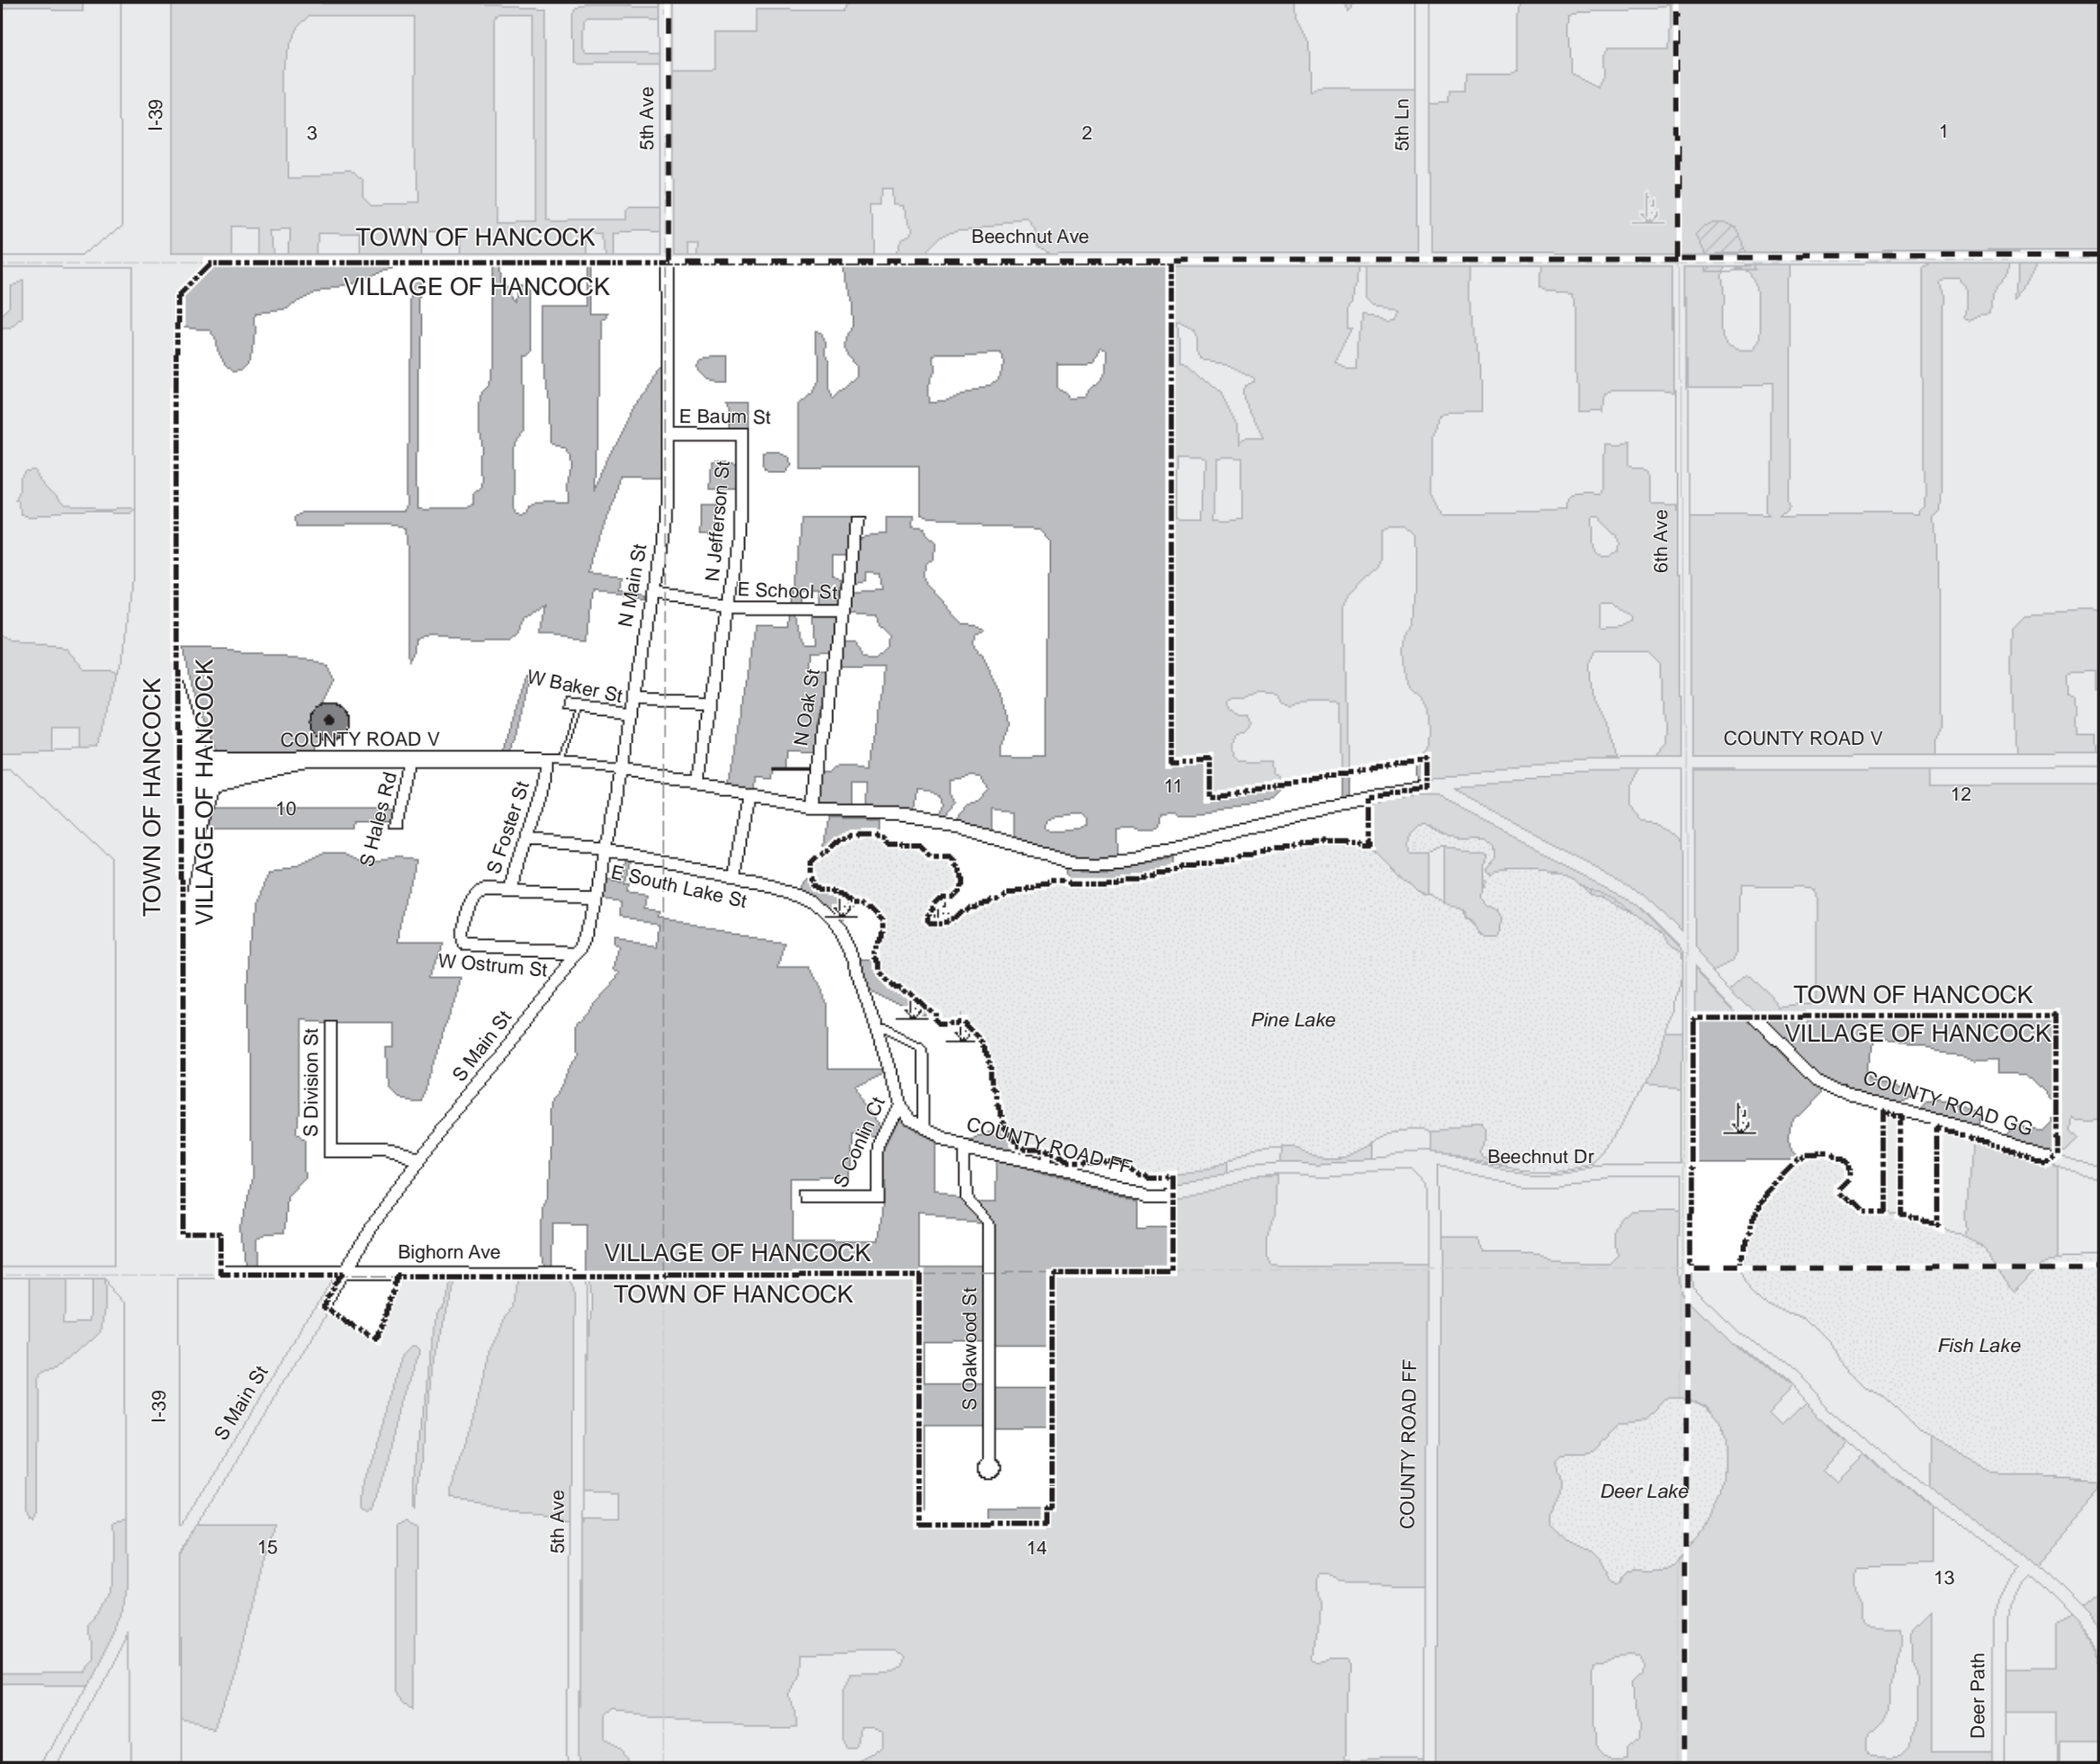 I-39
3
5th Ave
2
5th Ln
1
TOWN OF HANCOCK
Beechnut Ave
VILLAGE OF HANCOCK
E Baum St
N Jefferson St
N Main St
E School St
6th Ave
W Baker St
N Oak St
TOWN OF HANCOCK
VILLAGE OF HANCOCK
COUNTY ROAD V
COUNTY ROAD V
11
12
10
S Hales Rd
S Foster St
E South Lake St
W Ostrum St
TOWN OF HANCOCK
VILLAGE OF HANCOCK
Pine Lake
S Main St
S Division St
COUNTY ROAD GG
S Conlin Ct
COUNTY ROAD FF
Beechnut Dr
Bighorn Ave
VILLAGE OF HANCOCK
TOWN OF HANCOCK
S Oakwood St
Fish Lake
I-39
S Main St
COUNTY ROAD FF
Deer Lake
5th Ave
15
14
13
Deer Path